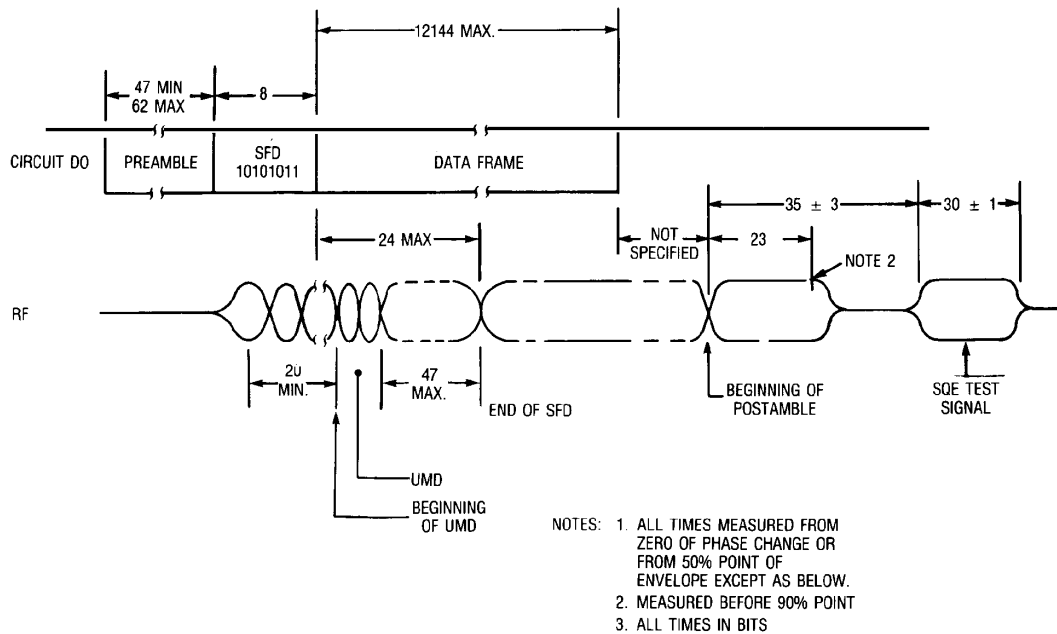 12144 MAX.
47 MIN
62 MAX
8
CIRCUIT DO
PREAMBLE
SFD
10101011
DATA FRAME
35 ± 3
30 ± 1
24 MAX
NOT
SPECIFIED
23
NOTE 2
RF
20
MIN.
47
MAX.
END OF SFD
BEGINNING OF
POSTAMBLE
SQE TEST
SIGNAL
UMD
BEGINNING
OF UMD
NOTES: 1. ALL TIMES MEASURED FROM
ZERO OF PHASE CHANGE OR
FROM 50% POINT OF
ENVELOPE EXCEPT AS BELOW.
2. MEASURED BEFORE 90% POINT
3. ALL TIMES IN BITS